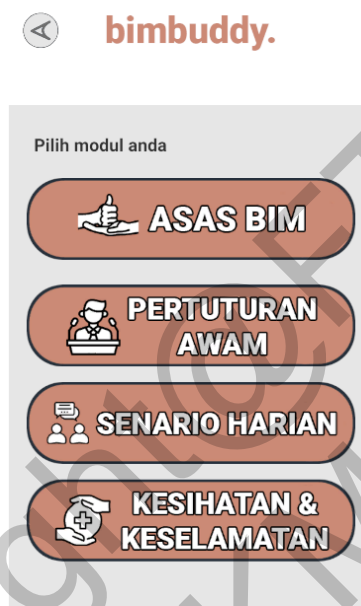 bimbuddy.
Pilih modul anda
ASAS BIM
PERTUTURAN
AWAM
SENARIO HARIAN
KESIHATAN &
KESELAMATAN